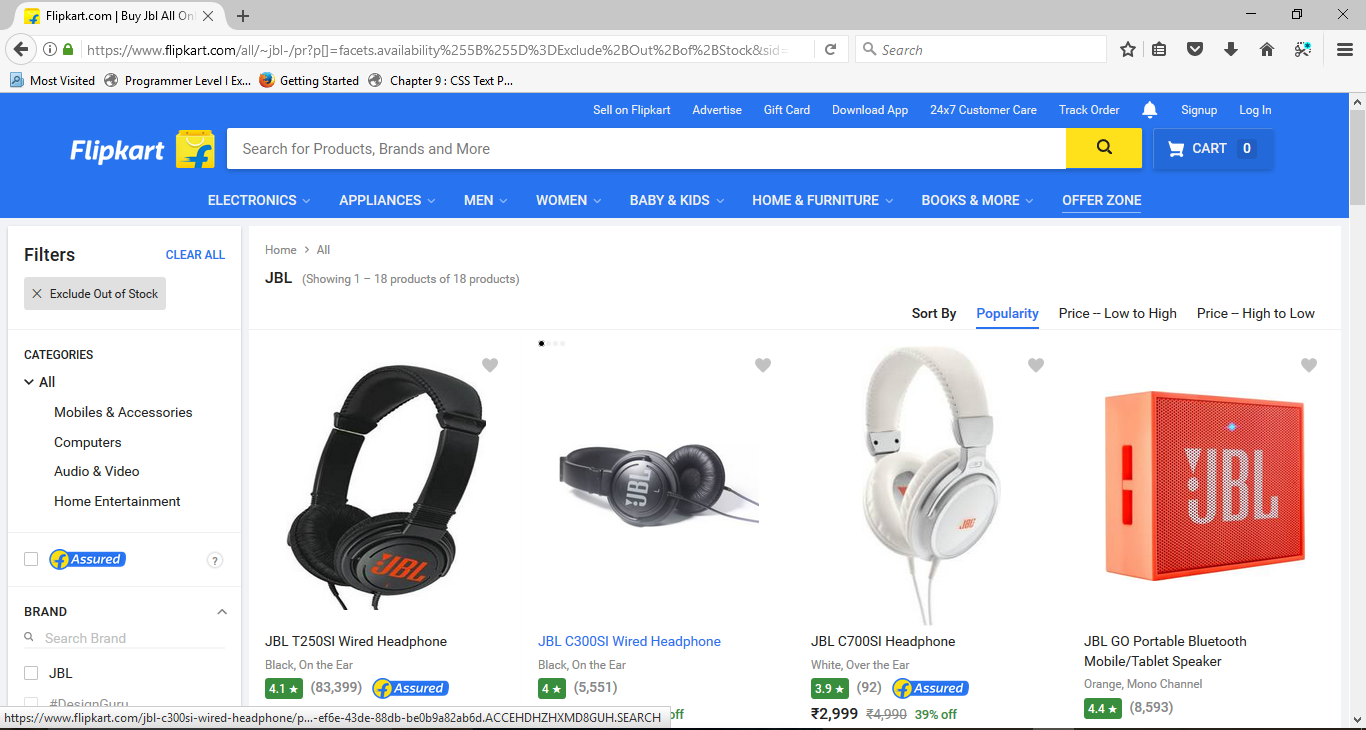 Flipkart.com | Buy Jbl All Onl
https://www.flipkart.com/all/~jbl-/pr?p[]=facets.availability%255B%255D%3DExclude%2BOut%2Bof%2BStock&sid=
Search
Most Visited Programmer Level I Ex... Getting Started Chapter 9 : CSS Text P...
Sell on Flipkart Advertise Gift Card Download App 24x7 Customer Care Track Order Signup Log In
Flipkart Search for Products, Brands and More CART 0
ELECTRONICS APPLIANCES MEN WOMEN BABY & KIDS HOME & FURNITURE BOOKS & MORE OFFER ZONE
Filters CLEAR ALL
Exclude Out of Stock
CATEGORIES
All
Mobiles & Accessories
Computers
Audio & Video
Home Entertainment
Assured ?
BRAND
Search Brand
JBL
#DesignGuru
Home > All
JBL (Showing 1 – 18 products of 18 products)
Sort By Popularity Price -- Low to High Price -- High to Low
JBL
JBL
JBL
JBL
JBL T250SI Wired Headphone
Black, On the Ear
4.1 ★ (83,399) Assured
JBL C300SI Wired Headphone
Black, On the Ear
4 ★ (5,551)
off
JBL C700SI Headphone
White, Over the Ear
3.9 ★ (92) Assured
₹2,999 ₹4,990 39% off
JBL GO Portable Bluetooth
Mobile/Tablet Speaker
Orange, Mono Channel
4.4 ★ (8,593)
https://www.flipkart.com/jbl-c300si-wired-headphone/p...-ef6e-43de-88db-be0b9a82ab6d.ACCEHDHZHXMD8GUH.SEARCH